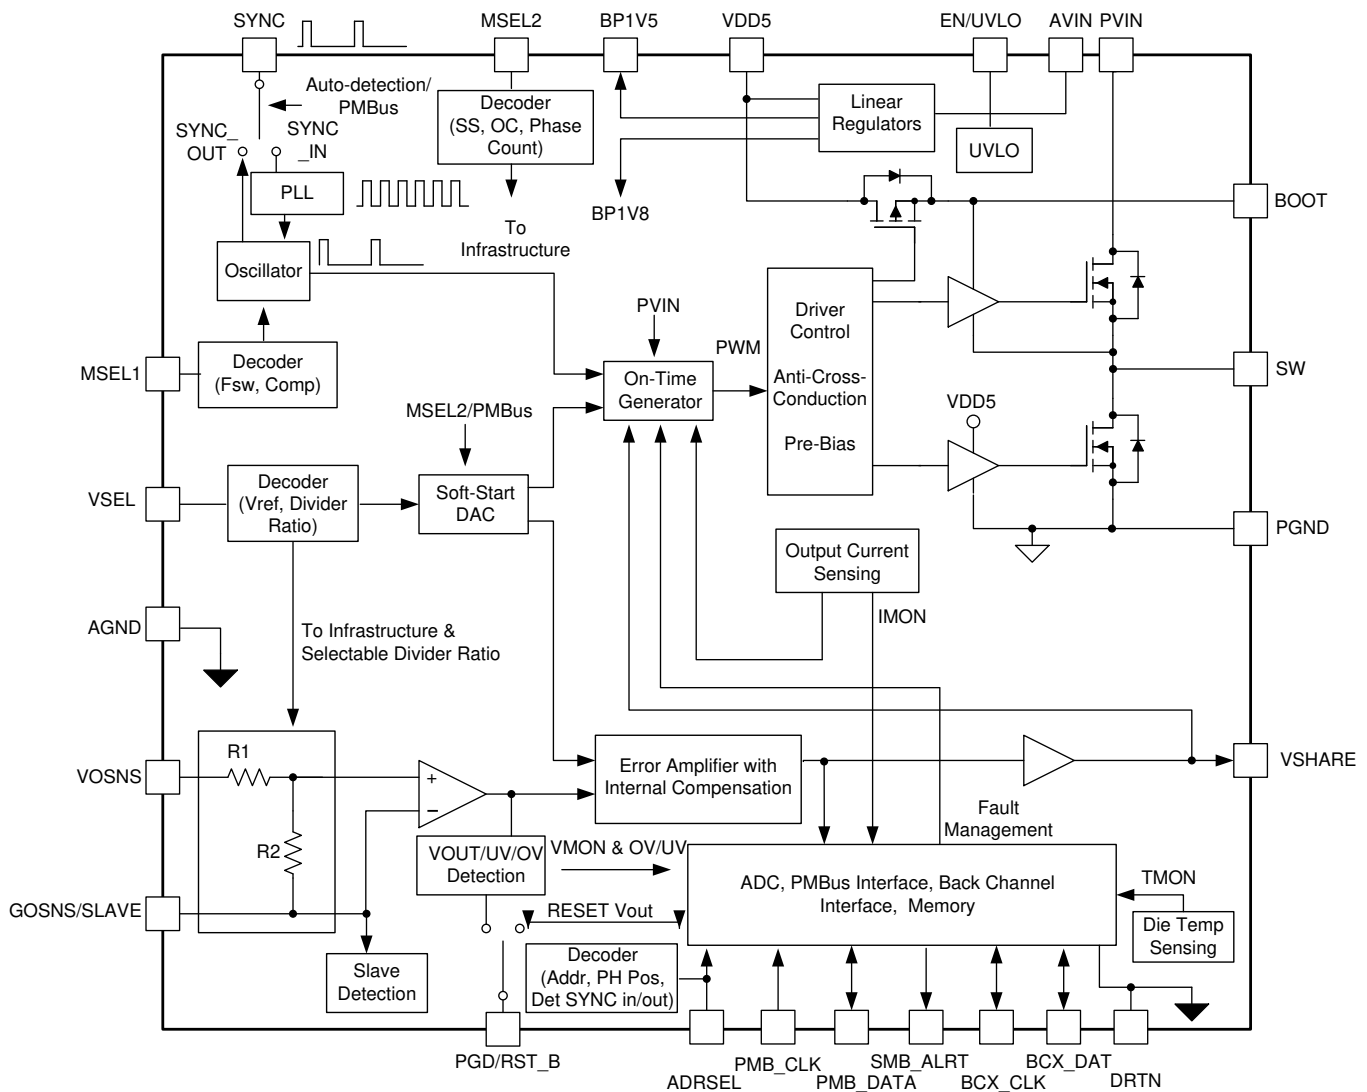 SYNC
MSEL2
BP1V5
VDD5
EN/UVLO
AVIN
PVIN
Auto-detection/
PMBus
SYNC_
OUT
SYNC
_IN
Decoder
(SS, OC, Phase
Count)
Linear
Regulators
UVLO
PLL
BP1V8
To
Infrastructure
BOOT
Oscillator
PVIN
Driver
Control
Anti-Cross-
Conduction
Pre-Bias
MSEL1
Decoder
(Fsw, Comp)
On-Time
Generator
PWM
SW
MSEL2/PMBus
VDD5
VSEL
Decoder
(Vref, Divider
Ratio)
Soft-Start
DAC
PGND
Output Current
Sensing
IMON
AGND
To Infrastructure &
Selectable Divider Ratio
VOSNS
R1
R2
+
−
Error Amplifier with
Internal Compensation
VSHARE
Fault
Management
VOUT/UV/OV
Detection
VMON & OV/UV
ADC, PMBus Interface, Back Channel
Interface, Memory
TMON
Die Temp
Sensing
GOSNS/SLAVE
RESET Vout
Slave
Detection
Decoder
(Addr, PH Pos,
Det SYNC in/out)
PGD/RST_B
ADRSEL
PMB_CLK
PMB_DATA
SMB_ALRT
BCX_CLK
BCX_DAT
DRTN